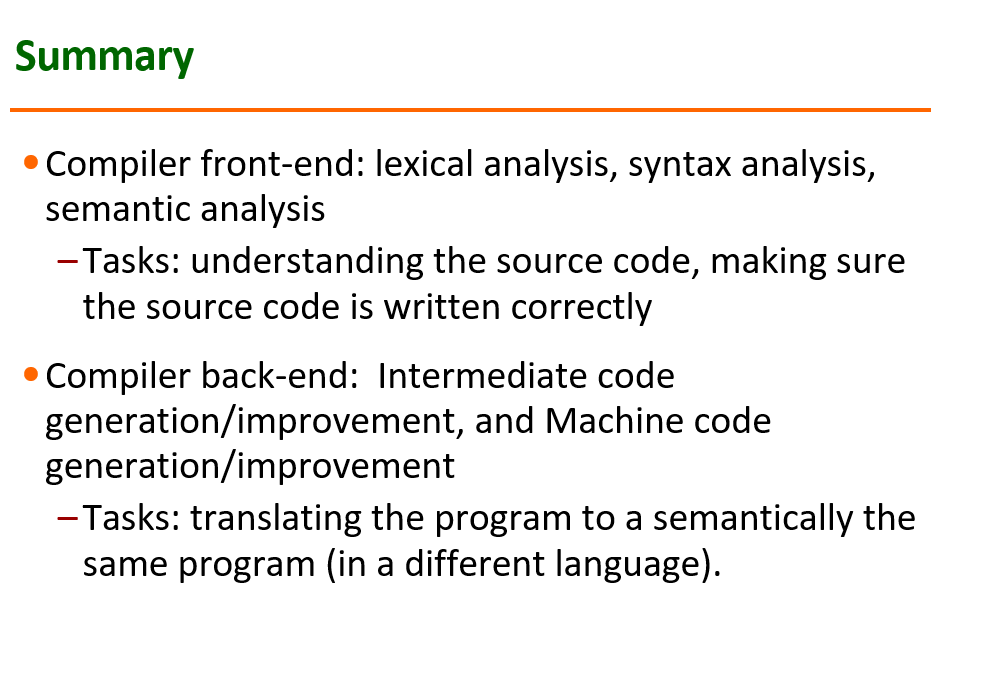 Summary
•Compiler front-end: lexical analysis, syntax analysis,
semantic analysis
–Tasks: understanding the source code, making sure
the source code is written correctly
•Compiler back-end:  Intermediate code
generation/improvement, and Machine code
generation/improvement
–Tasks: translating the program to a semantically the
same program (in a different language).